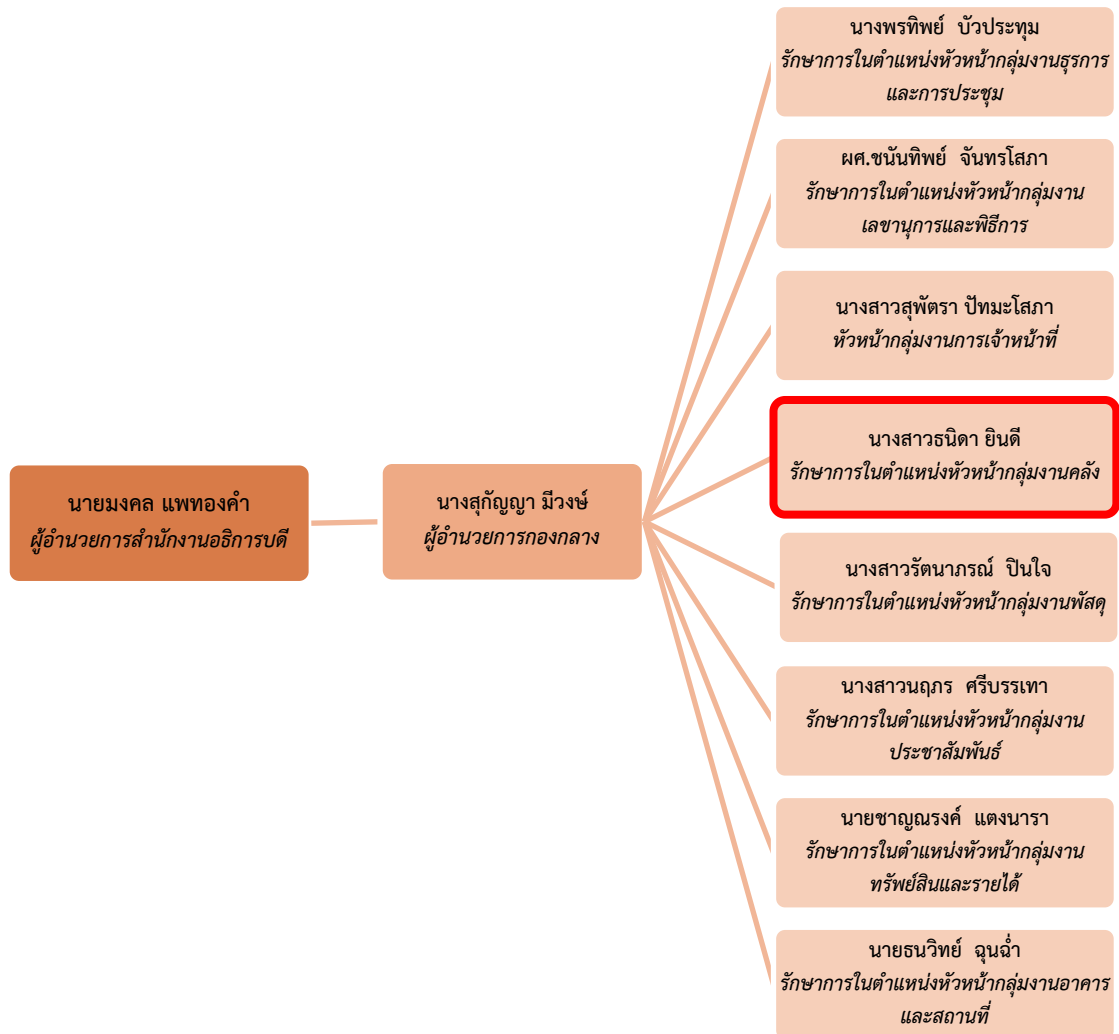 นางพรทิพย์ บัวประทุม
รักษาการในตำแหน่งหัวหน้ากลุ่มงานธุรการ
และการประชุม
ผศ.ชนันทิพย์ จันทรโสภา
รักษาการในตำแหน่งหัวหน้ากลุ่มงาน
เลขานุการและพิธีการ
นางสาวสุพัตรา ปัทมะโสภา
หัวหน้ากลุ่มงานการเจ้าหน้าที่
นางสาวธนิดา ยินดี
รักษาการในตำแหน่งหัวหน้ากลุ่มงานคลัง
นายมงคล แพทองคำ
ผู้อำนวยการสำนักงานอธิการบดี
นางสุกัญญา มีวงษ์
ผู้อำนวยการกองกลาง
นางสาวรัตนาภรณ์ ปินใจ
รักษาการในตำแหน่งหัวหน้ากลุ่มงานพัสดุ
นางสาวนฤภร ศรีบรรเทา
รักษาการในตำแหน่งหัวหน้ากลุ่มงาน
ประชาสัมพันธ์
นายชาญณรงค์ แตงนารา
รักษาการในตำแหน่งหัวหน้ากลุ่มงาน
ทรัพย์สินและรายได้
นายธนวิทย์ ฉุนฉ่ำ
รักษาการในตำแหน่งหัวหน้ากลุ่มงานอาคาร
และสถานที่